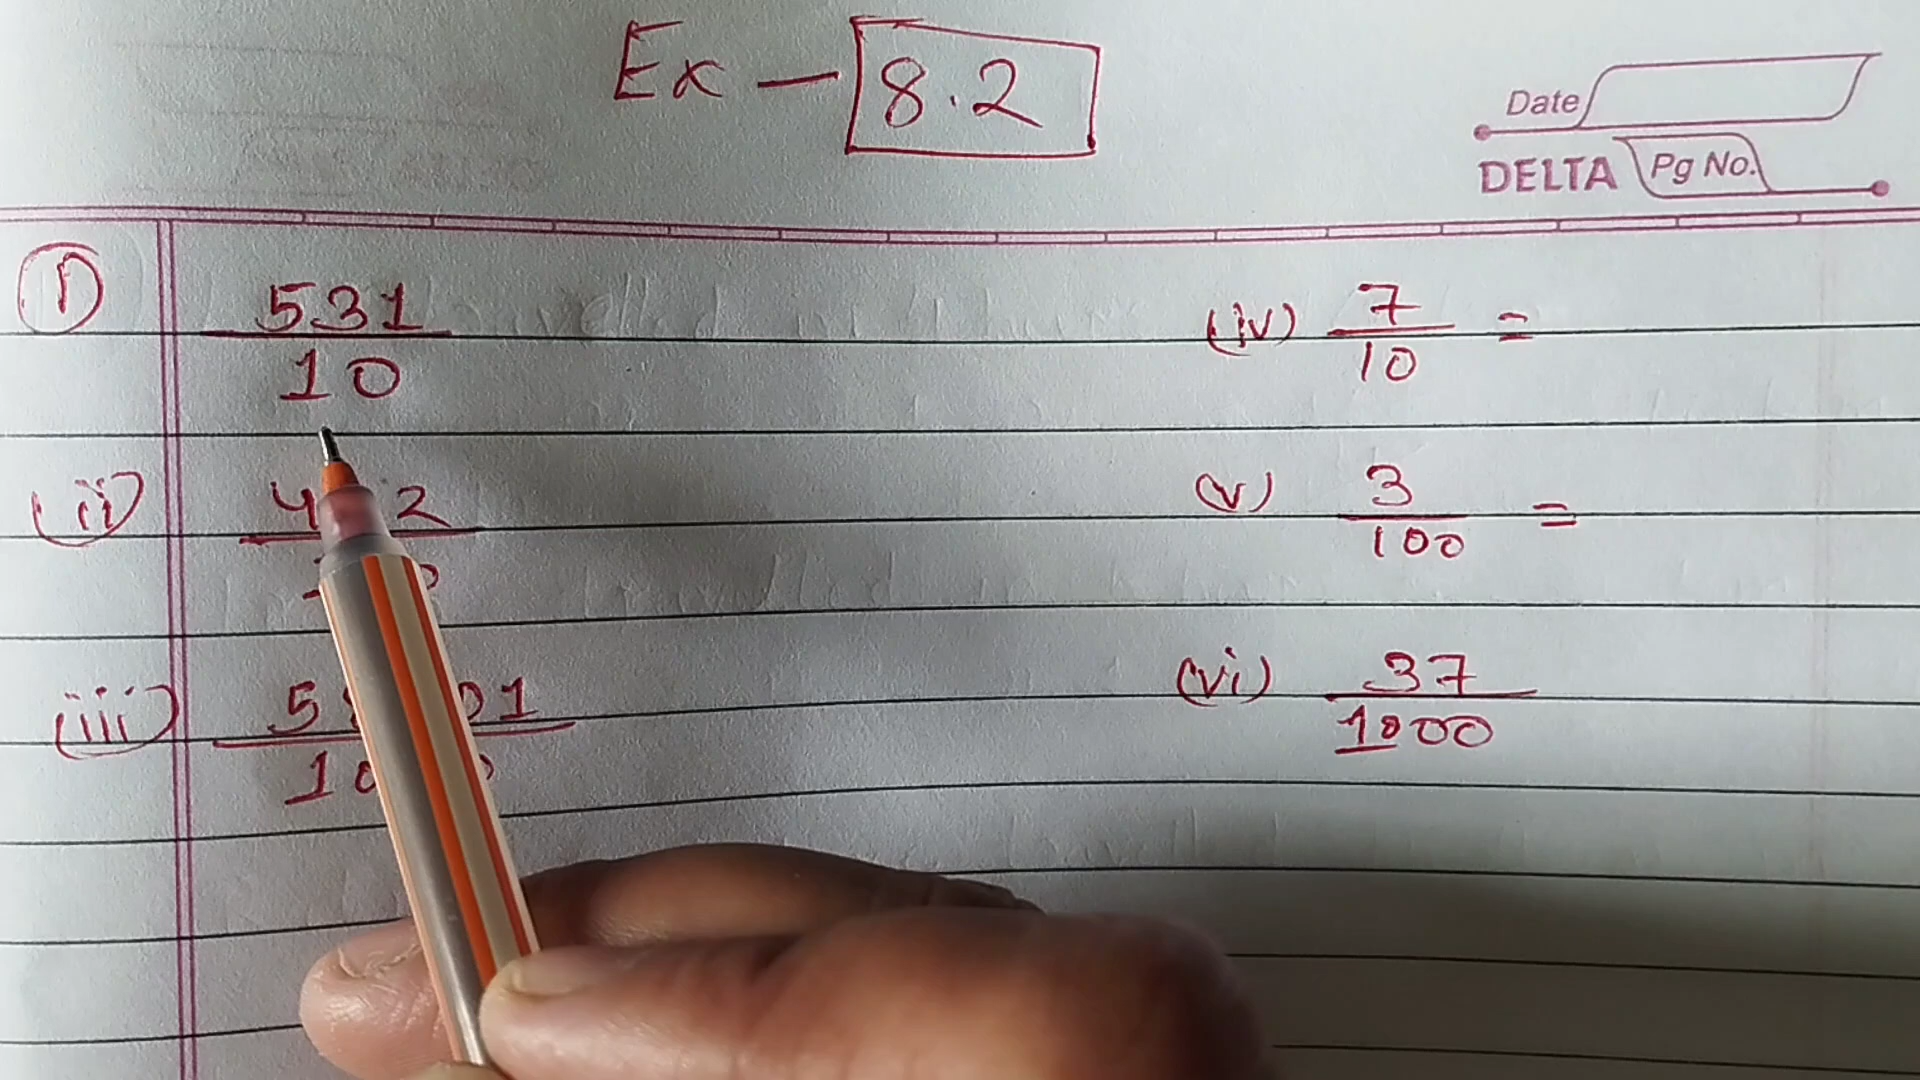 Ex - 8.2
Date
DELTA Pg No.
1 531/10
(iv) 7/10 =
(ii)
(v) 3/100 =
(iii)
(vi) 37/1000